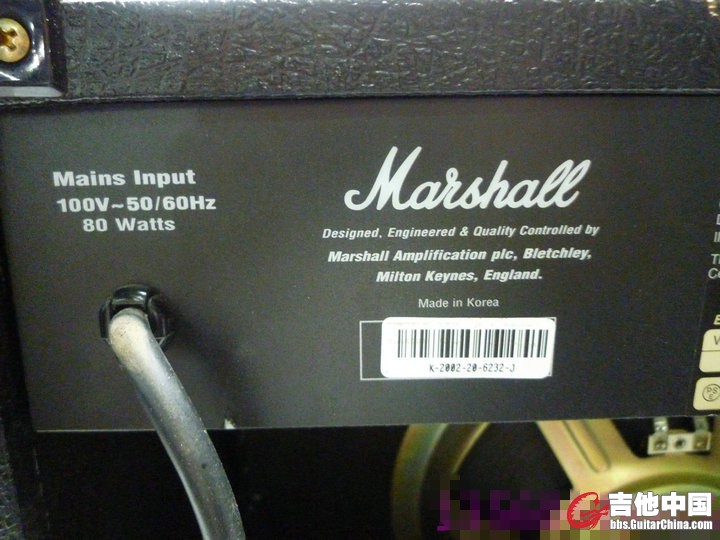 Mains Input
100V~50/60Hz
80 Watts
Marshall
Designed, Engineered & Quality Controlled by
Marshall Amplification plc, Bletchley,
Milton Keynes, England.
Made in Korea
K-2002-20-6232-J
吉他中国
bbs.GuitarChina.com